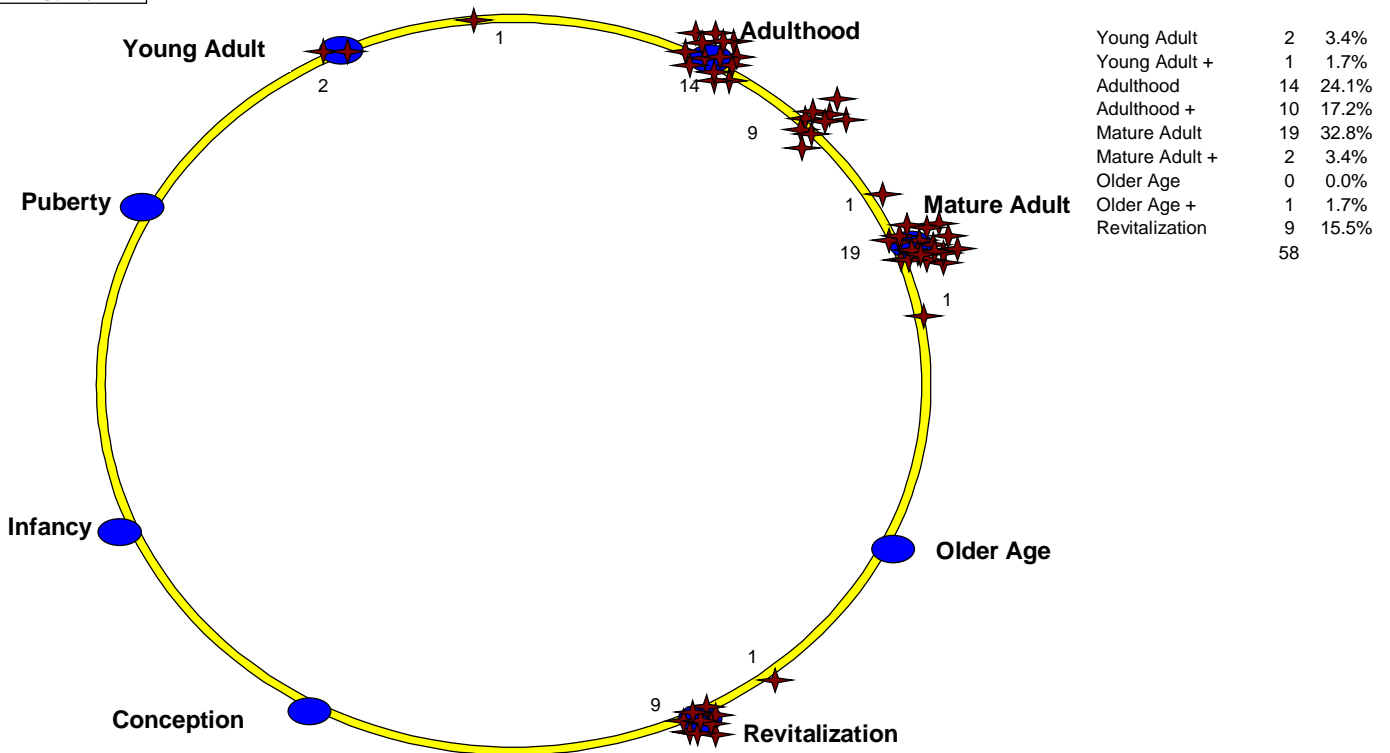 Young Adult
2
1
Adulthood
14
9
1
Mature Adult
19
1
Puberty
Infancy
Older Age
Conception
1
9
Revitalization
Young Adult 2 3.4%
Young Adult + 1 1.7%
Adulthood 14 24.1%
Adulthood + 10 17.2%
Mature Adult 19 32.8%
Mature Adult + 2 3.4%
Older Age 0 0.0%
Older Age + 1 1.7%
Revitalization 9 15.5%
58